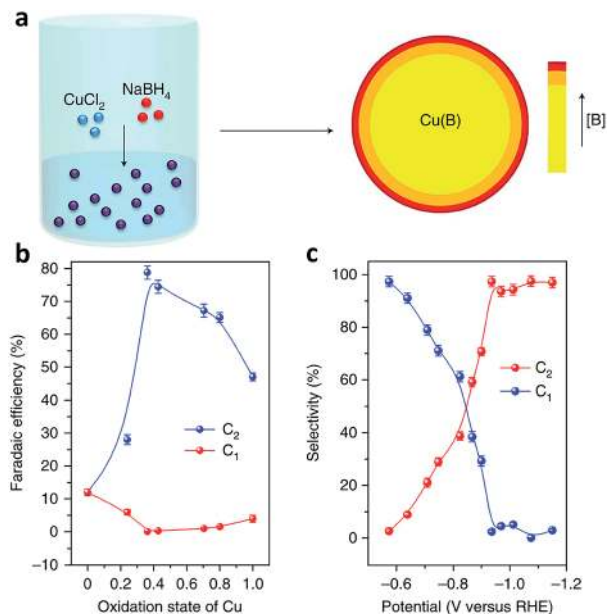 a
CuCl₂
NaBH₄
Cu(B)
[B]
b
80
70
60
50
40
30
20
10
0
−10
Faradaic efficiency (%)
C₂
C₁
0 0.2 0.4 0.6 0.8 1.0
Oxidation state of Cu
c
100
80
60
40
20
0
Selectivity (%)
C₂
C₁
−0.6 −0.8 −1.0 −1.2
Potential (V versus RHE)